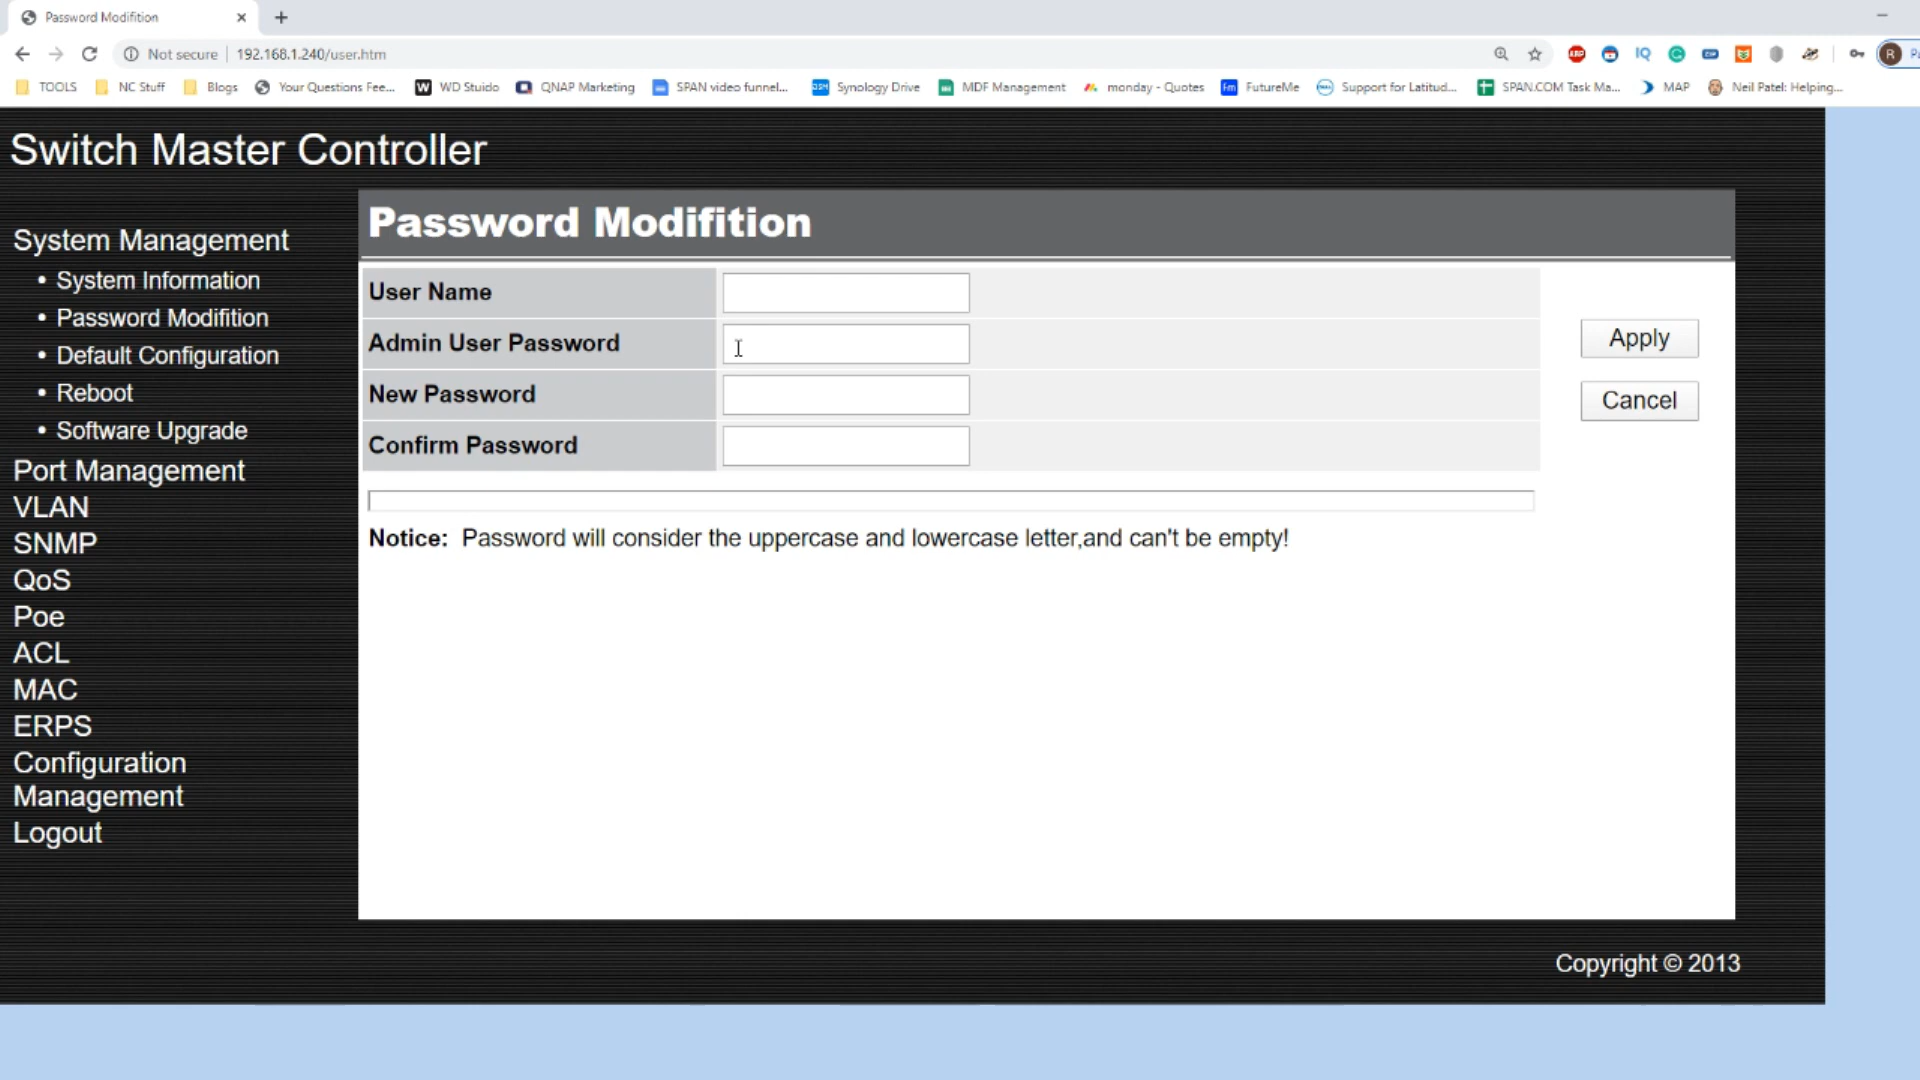 Password Modifition
Not secure | 192.168.1.240/user.htm
TOOLS NC Stuff Blogs Your Questions Fee... WD Stuido QNAP Marketing SPAN video funnel... Synology Drive MDF Management monday - Quotes FutureMe Support for Latitud... SPAN.COM Task Ma... MAP Neil Patel: Helping...
Switch Master Controller
System Management
• System Information
• Password Modifition
• Default Configuration
• Reboot
• Software Upgrade
Port Management
VLAN
SNMP
QoS
Poe
ACL
MAC
ERPS
Configuration
Management
Logout
Password Modifition
User Name
Admin User Password
New Password
Confirm Password
Apply
Cancel
Notice: Password will consider the uppercase and lowercase letter,and can't be empty!
Copyright © 2013